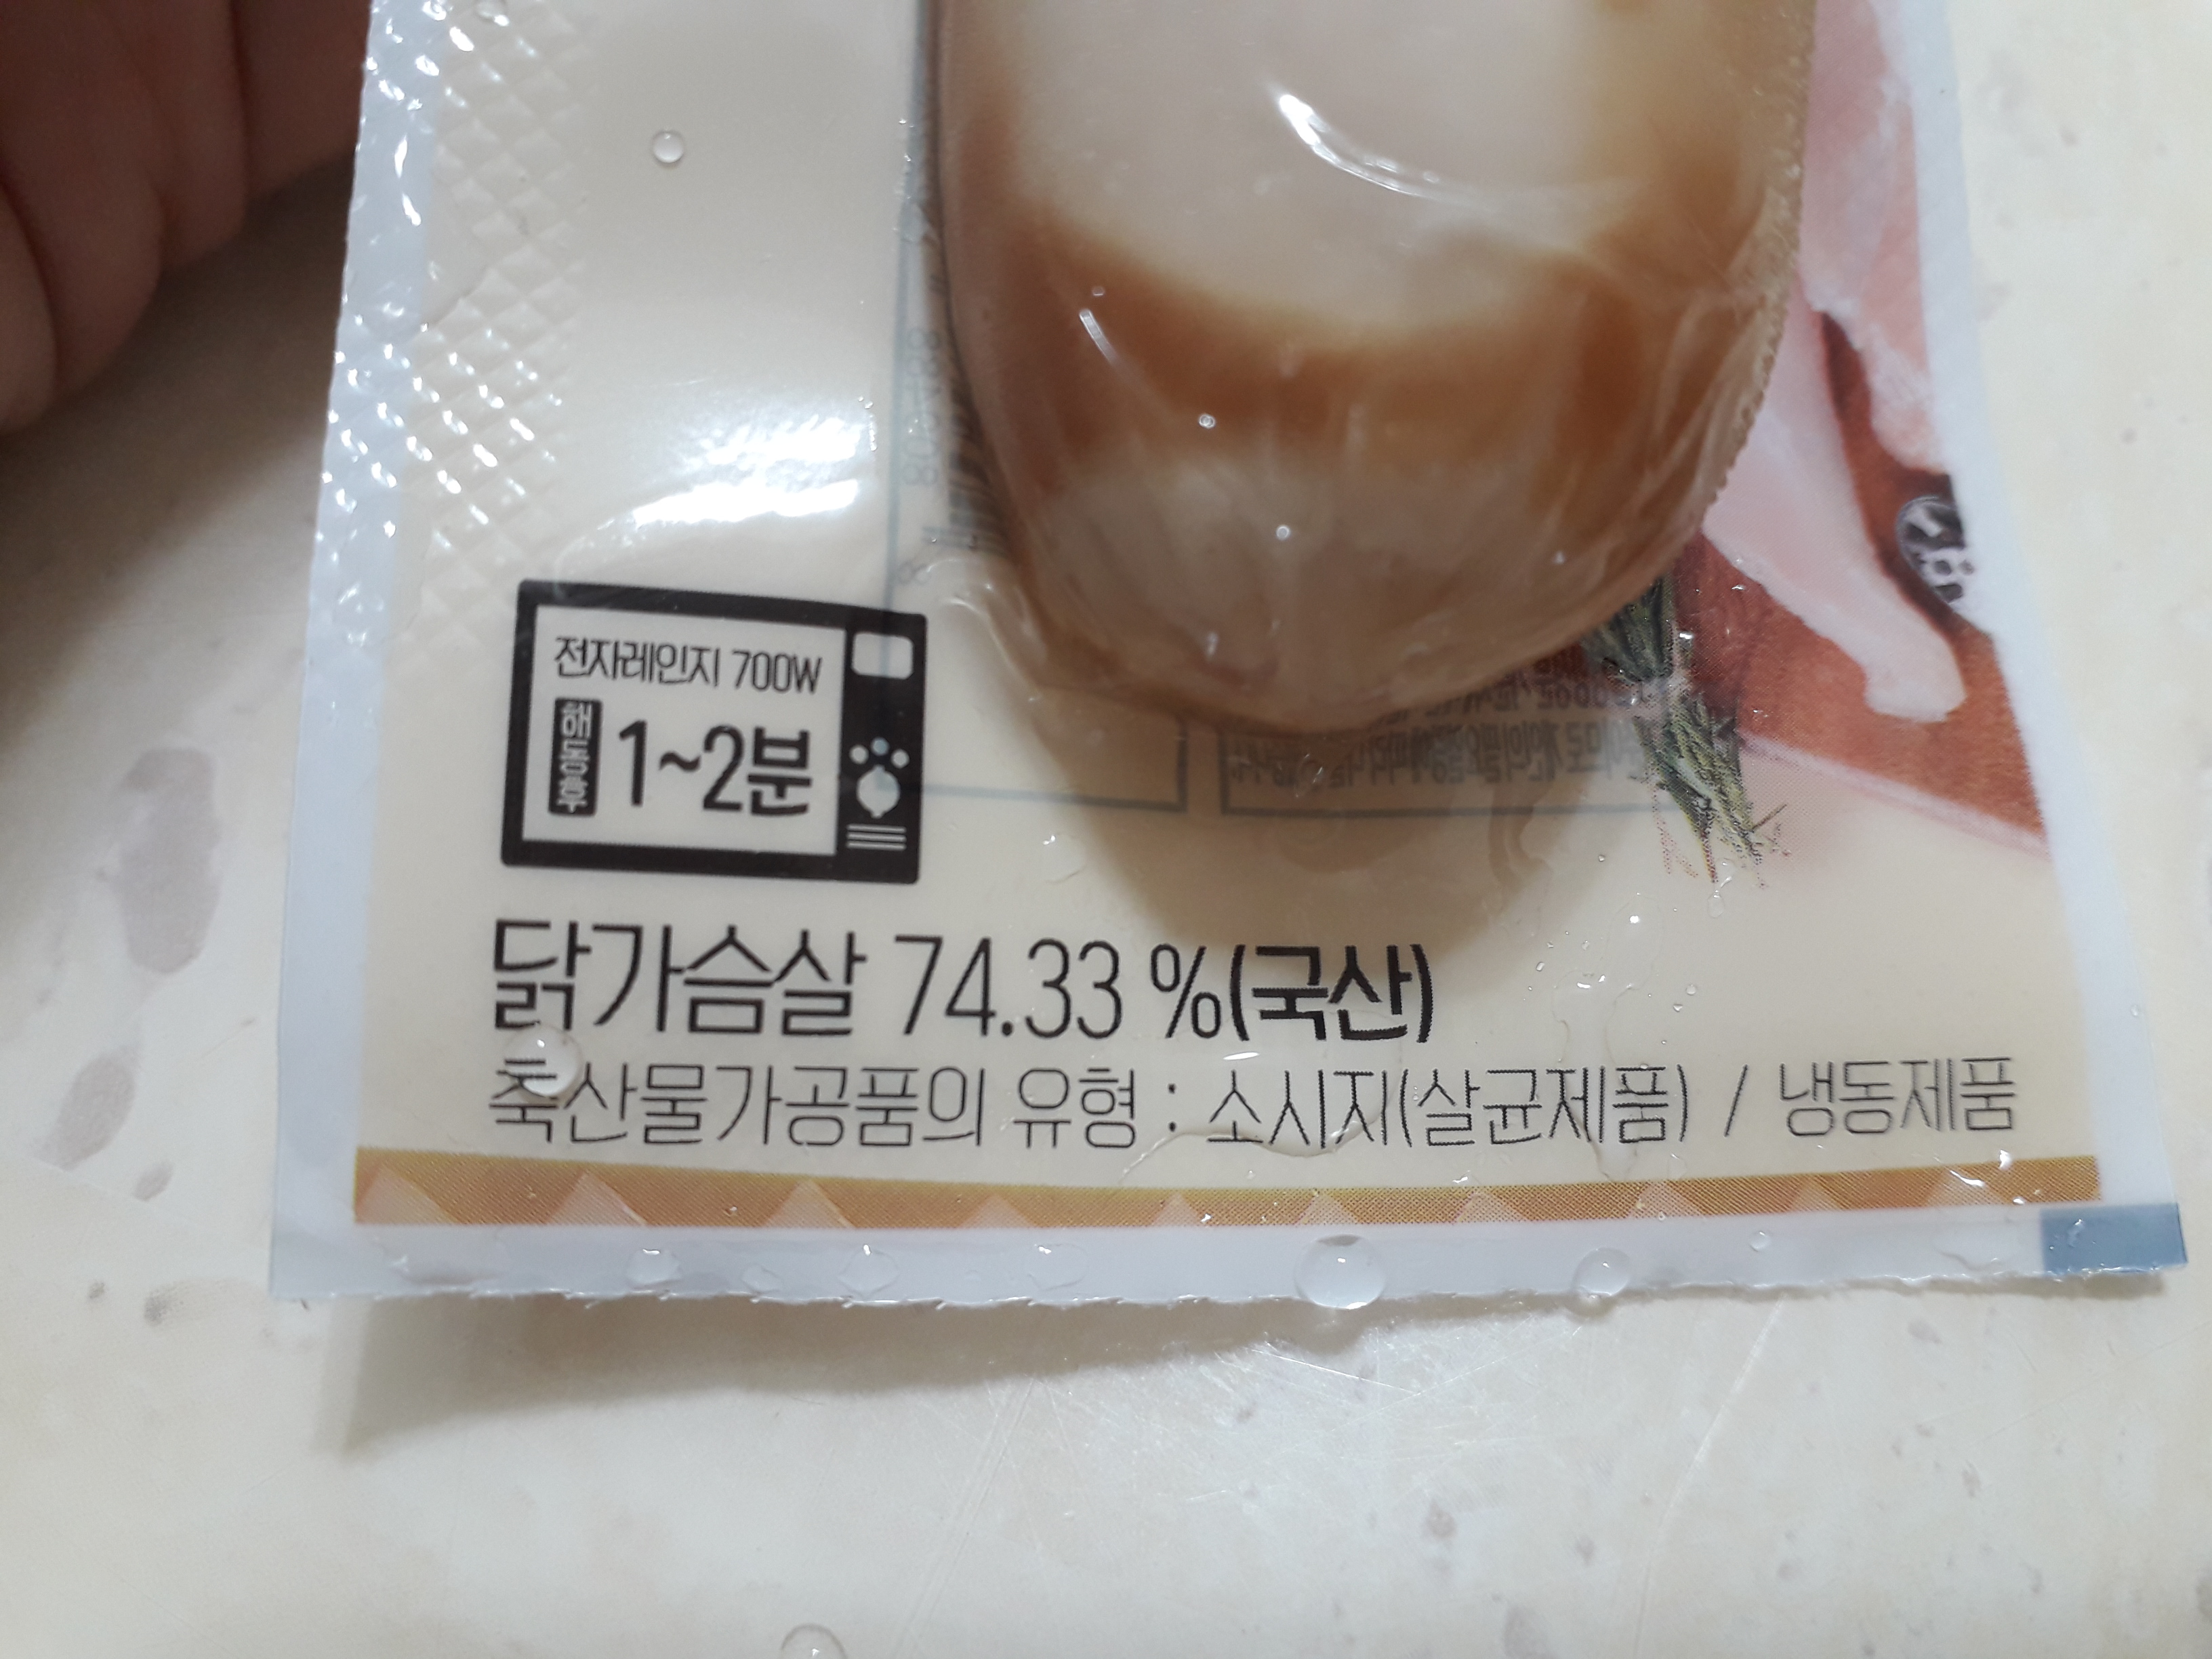 전자레인지 700W
해동후 1~2분
닭가슴살 74.33 %(국산)
축산물가공품의 유형 : 소시지(살균제품) / 냉동제품